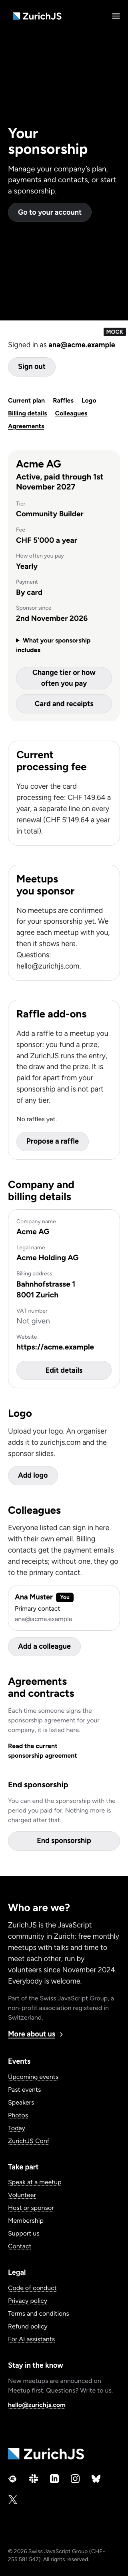 ZurichJS
Your
sponsorship
Manage your company's plan,
payments and contacts, or start
a sponsorship.
Go to your account
MOCK
Signed in as ana@acme.example
Sign out
Current plan Raffles Logo
Billing details Colleagues
Agreements
Acme AG
Active, paid through 1st
November 2027
Tier
Community Builder
Fee
CHF 5'000 a year
How often you pay
Yearly
Payment
By card
Sponsor since
2nd November 2026
What your sponsorship
includes
Change tier or how
often you pay
Card and receipts
Current
processing fee
You cover the card
processing fee: CHF 149.64 a
year, a separate line on every
renewal (CHF 5'149.64 a year
in total).
Meetups
you sponsor
No meetups are confirmed
for your sponsorship yet. We
agree each meetup with you,
then it shows here.
Questions:
hello@zurichjs.com.
Raffle add-ons
Add a raffle to a meetup you
sponsor: you fund a prize,
and ZurichJS runs the entry,
the draw and the prize. It is
paid for apart from your
sponsorship and is not part
of any tier.
No raffles yet.
Propose a raffle
Company and
billing details
Company name
Acme AG
Legal name
Acme Holding AG
Billing address
Bahnhofstrasse 1
8001 Zurich
VAT number
Not given
Website
https://acme.example
Edit details
Logo
Upload your logo. An organiser
adds it to zurichjs.com and the
sponsor slides.
Add logo
Colleagues
Everyone listed can sign in here
with their own email. Billing
contacts get the payment emails
and receipts; without one, they go
to the primary contact.
Ana Muster You
Primary contact
ana@acme.example
Add a colleague
Agreements
and contracts
Each time someone signs the
sponsorship agreement for your
company, it is listed here.
Read the current
sponsorship agreement
End sponsorship
You can end the sponsorship with the
period you paid for. Nothing more is
charged after that.
End sponsorship
Who are we?
ZurichJS is the JavaScript
community in Zurich: free monthly
meetups with talks and time to
meet each other, run by
volunteers since November 2024.
Everybody is welcome.
Part of the Swiss JavaScript Group, a
non-profit association registered in
Switzerland.
More about us
Events
Upcoming events
Past events
Speakers
Photos
Today
ZurichJS Conf
Take part
Speak at a meetup
Volunteer
Host or sponsor
Membership
Support us
Contact
Legal
Code of conduct
Privacy policy
Terms and conditions
Refund policy
For AI assistants
Stay in the know
New meetups are announced on
Meetup first. Questions? Write to us.
hello@zurichjs.com
ZurichJS
© 2026 Swiss JavaScript Group (CHE-
255.581.547). All rights reserved.